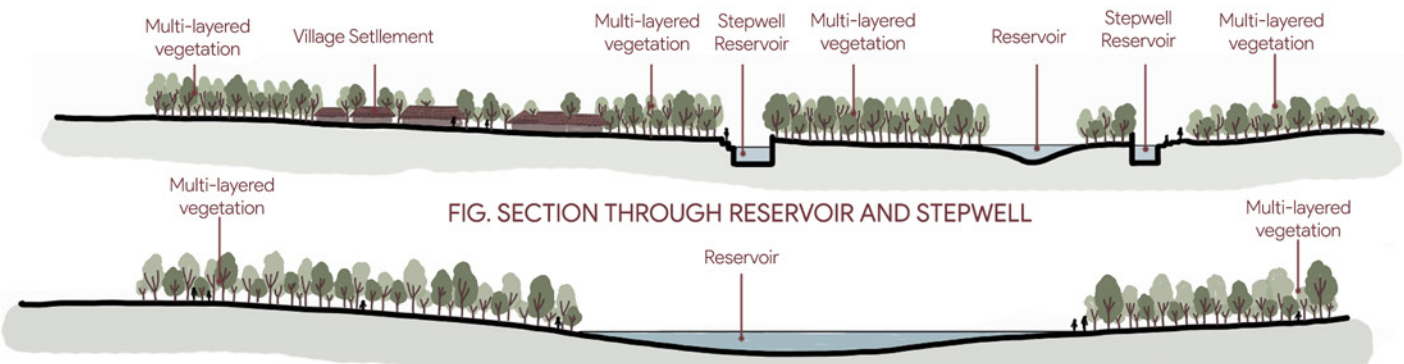 Multi-layered
vegetation
Village Setllement
Multi-layered
vegetation
Stepwell
Reservoir
Multi-layered
vegetation
Reservoir
Stepwell
Reservoir
Multi-layered
vegetation
Multi-layered
vegetation
FIG. SECTION THROUGH RESERVOIR AND STEPWELL
Multi-layered
vegetation
Reservoir